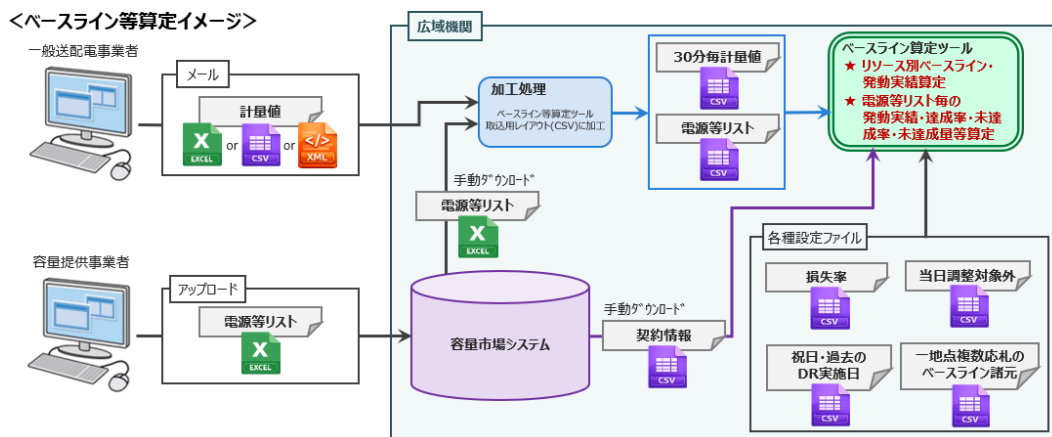 ＜ベースライン等算定イメージ＞
一般送配電事業者
メール
計量値
EXCEL
or
CSV
or
XML
容量提供事業者
アップロード
電源等リスト
EXCEL
広域機関
加工処理
ベースライン等算定ツール
取込用レイアウト(CSV)に加工
手動ﾀﾞｳﾝﾛｰﾄﾞ
電源等リスト
EXCEL
容量市場システム
30分毎計量値
CSV
電源等リスト
CSV
手動ﾀﾞｳﾝﾛｰﾄﾞ
契約情報
CSV
ベースライン算定ツール
★ リソース別ベースライン・
発動実績算定
★ 電源等リスト毎の
発動実績・達成率・未達
成率・未達成量等算定
各種設定ファイル
損失率
CSV
当日調整対象外
CSV
祝日・過去の
DR実施日
CSV
一地点複数応札の
ベースライン諸元
CSV